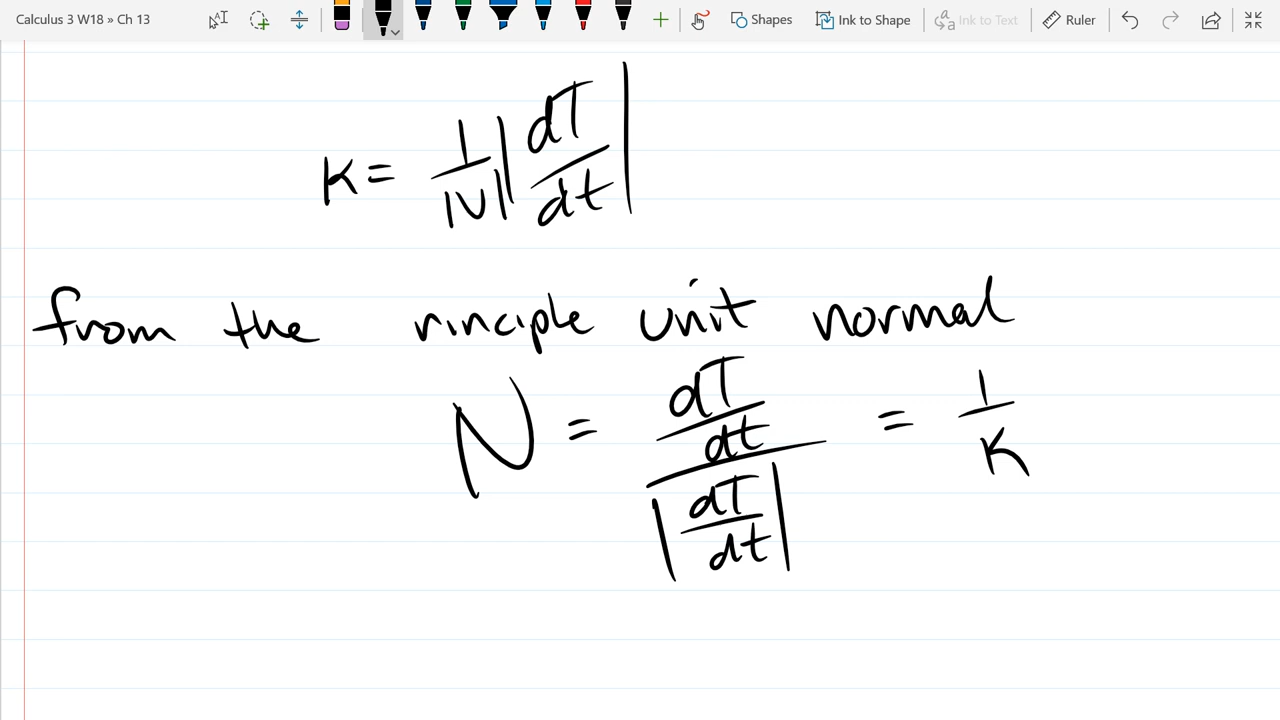 Calculus 3 W18 » Ch 13
Shapes
Ink to Shape
Ink to Text
Ruler
K = 1/|V| |dT/dt|
from the rinciple unit normal
N = (dT/dt)/|dT/dt| = 1/K